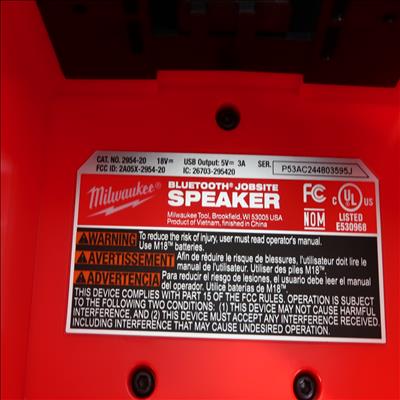 CAT. NO. 2954-20 18V⎓ USB Output: 5V⎓ 3A SER. P53AC244803595J
FCC ID: 2A05X-2954-20 IC: 26703-295420
Milwaukee®
BLUETOOTH® JOBSITE
SPEAKER
Milwaukee Tool, Brookfield, WI 53005 USA
Product of Vietnam, finished in China
FC
NOM
C UL US
LISTED
E530968
WARNING To reduce the risk of injury, user must read operator's manual.
Use M18™ batteries.
AVERTISSEMENT Afin de réduire le risque de blessures, l'utilisateur doit lire le
manuel de l'utilisateur. Utiliser des piles M18™.
ADVERTENCIA Para reducir el riesgo de lesiones, el usuario debe leer el manual
del operador. Utilice baterías de M18™
THIS DEVICE COMPLIES WITH PART 15 OF THE FCC RULES. OPERATION IS SUBJECT
TO THE FOLLOWING TWO CONDITIONS: (1) THIS DEVICE MAY NOT CAUSE HARMFUL
INTERFERENCE, AND (2) THIS DEVICE MUST ACCEPT ANY INTERFERENCE RECEIVED,
INCLUDING INTERFERENCE THAT MAY CAUSE UNDESIRED OPERATION.